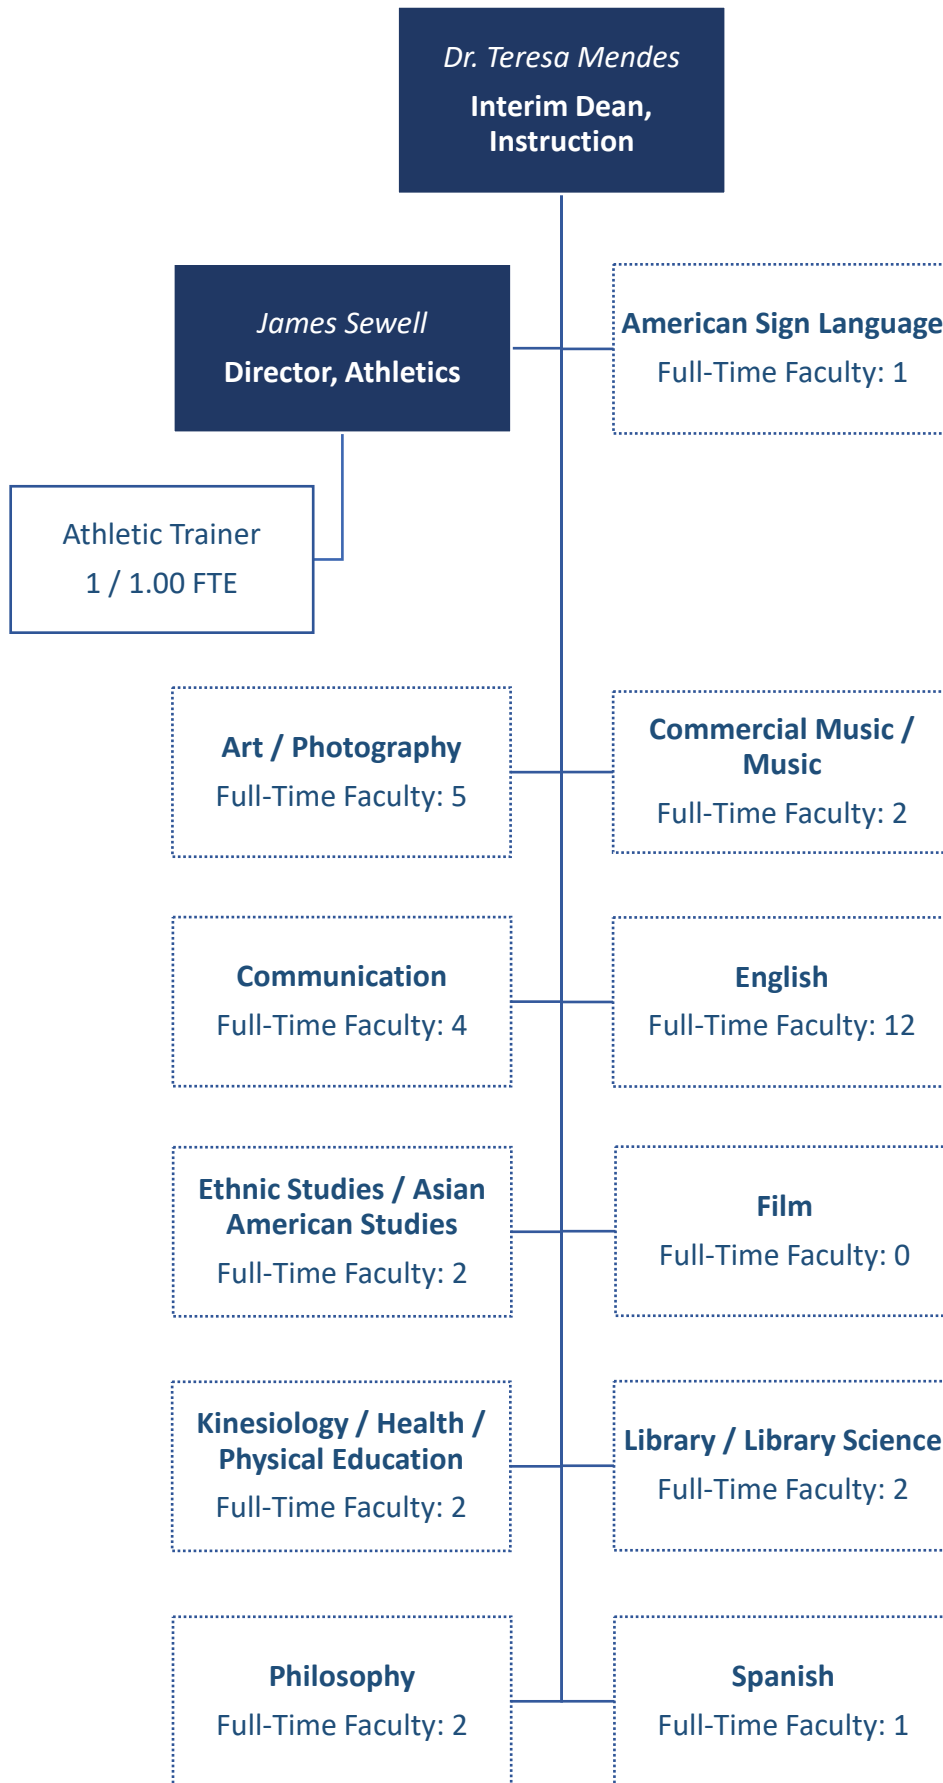 Dr. Teresa Mendes
Interim Dean,
Instruction
James Sewell
Director, Athletics
American Sign Language
Full-Time Faculty: 1
Athletic Trainer
1 / 1.00 FTE
Art / Photography
Full-Time Faculty: 5
Commercial Music /
Music
Full-Time Faculty: 2
Communication
Full-Time Faculty: 4
English
Full-Time Faculty: 12
Ethnic Studies / Asian
American Studies
Full-Time Faculty: 2
Film
Full-Time Faculty: 0
Kinesiology / Health /
Physical Education
Full-Time Faculty: 2
Library / Library Science
Full-Time Faculty: 2
Philosophy
Full-Time Faculty: 2
Spanish
Full-Time Faculty: 1